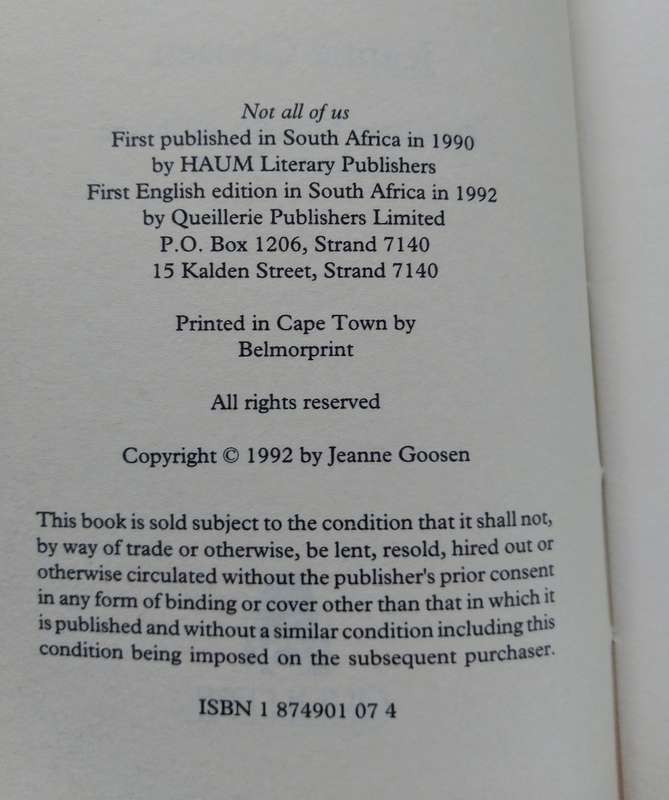 Not all of us
First published in South Africa in 1990
by HAUM Literary Publishers
First English edition in South Africa in 1992
by Queillerie Publishers Limited
P.O. Box 1206, Strand 7140
15 Kalden Street, Strand 7140
Printed in Cape Town by
Belmorprint
All rights reserved
Copyright © 1992 by Jeanne Goosen
This book is sold subject to the condition that it shall not,
by way of trade or otherwise, be lent, resold, hired out or
otherwise circulated without the publisher's prior consent
in any form of binding or cover other than that in which it
is published and without a similar condition including this
condition being imposed on the subsequent purchaser.
ISBN 1 874901 07 4